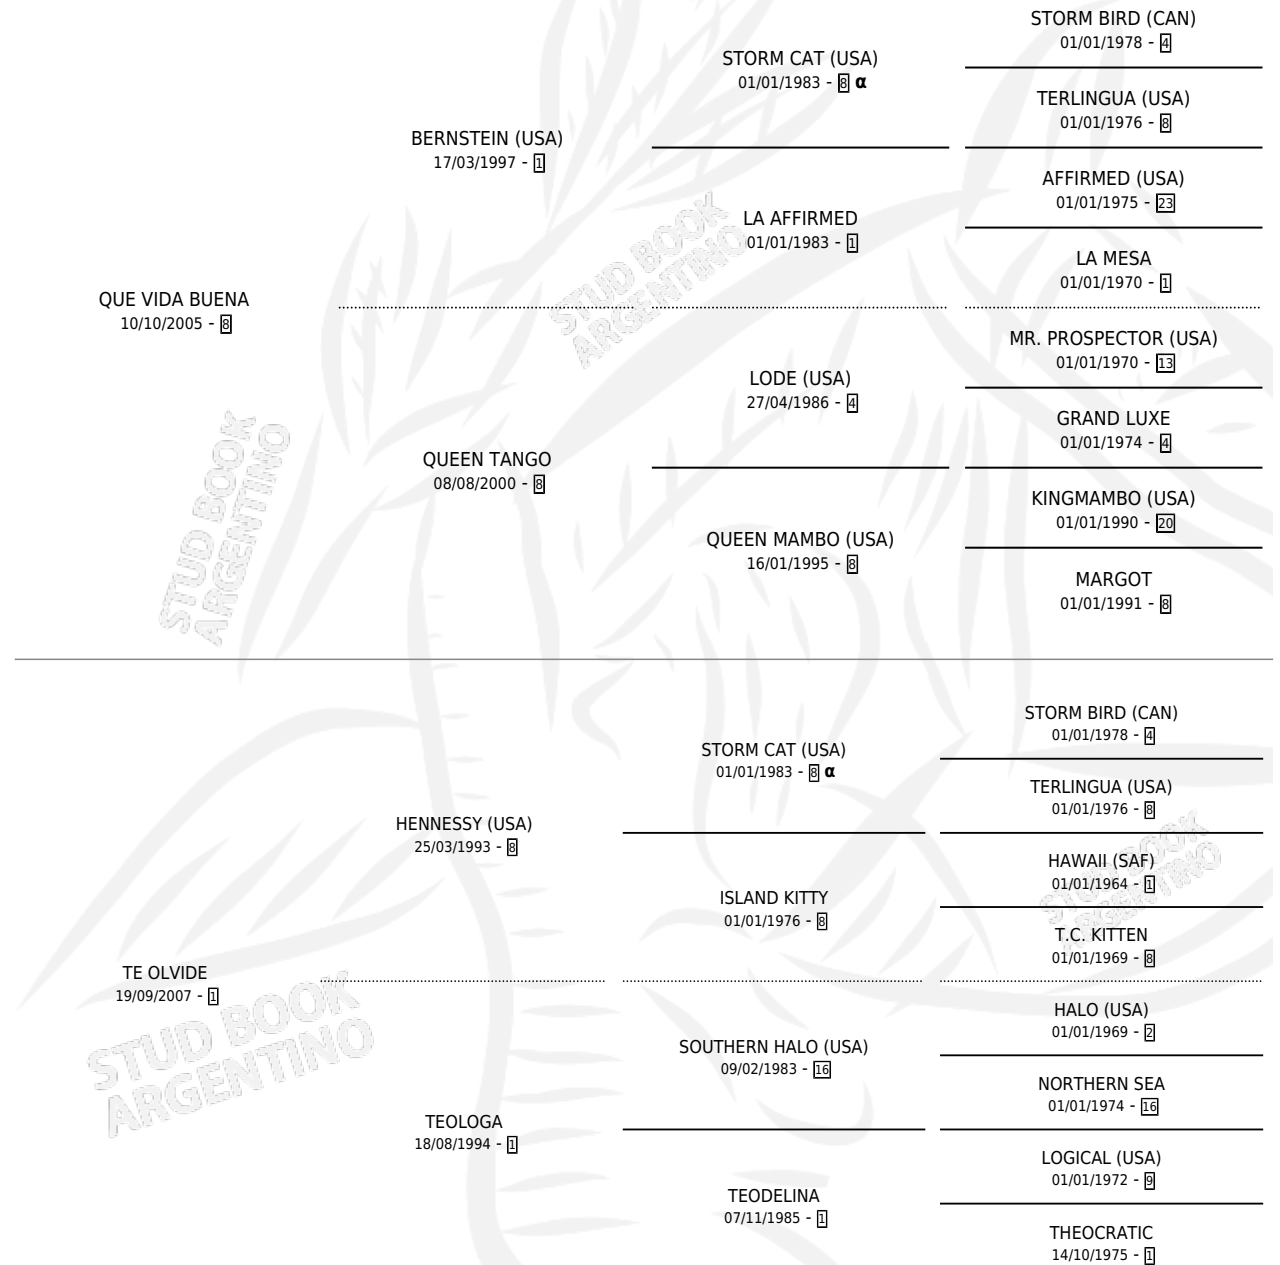 STORM BIRD (CAN)
01/01/1978 - 4
STORM CAT (USA)
01/01/1983 - 8 α
TERLINGUA (USA)
01/01/1976 - 8
BERNSTEIN (USA)
17/03/1997 - 1
AFFIRMED (USA)
01/01/1975 - 23
LA AFFIRMED
01/01/1983 - 1
LA MESA
01/01/1970 - 1
QUE VIDA BUENA
10/10/2005 - 8
MR. PROSPECTOR (USA)
01/01/1970 - 13
LODE (USA)
27/04/1986 - 4
GRAND LUXE
01/01/1974 - 4
QUEEN TANGO
08/08/2000 - 8
KINGMAMBO (USA)
01/01/1990 - 20
QUEEN MAMBO (USA)
16/01/1995 - 8
MARGOT
01/01/1991 - 8
STUD BOOK
ARGENTINO
STUD BOOK
ARGENTINO
STORM BIRD (CAN)
01/01/1978 - 4
STORM CAT (USA)
01/01/1983 - 8 α
TERLINGUA (USA)
01/01/1976 - 8
HENNESSY (USA)
25/03/1993 - 8
HAWAII (SAF)
01/01/1964 - 1
ISLAND KITTY
01/01/1976 - 8
T.C. KITTEN
01/01/1969 - 8
TE OLVIDE
19/09/2007 - 1
HALO (USA)
01/01/1969 - 2
SOUTHERN HALO (USA)
09/02/1983 - 16
NORTHERN SEA
01/01/1974 - 16
TEOLOGA
18/08/1994 - 1
LOGICAL (USA)
01/01/1972 - 9
TEODELINA
07/11/1985 - 1
THEOCRATIC
14/10/1975 - 1
STUD BOOK
ARGENTINO
STUD BOOK
ARGENTINO